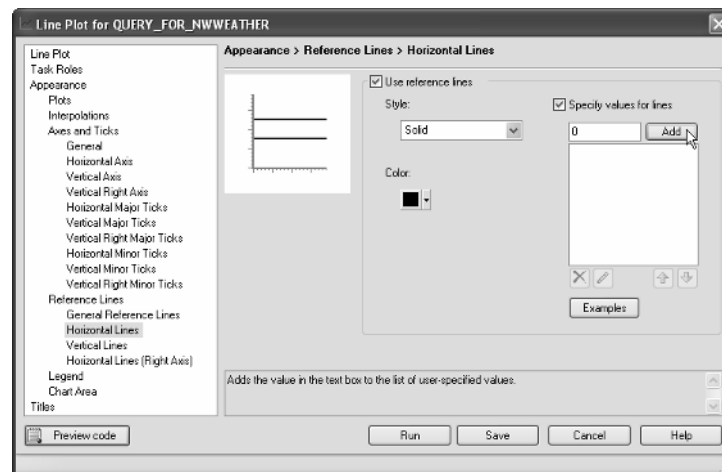 Line Plot for QUERY_FOR_NWWEATHER
Line Plot
Task Roles
Appearance
Plots
Interpolations
Axes and Ticks
General
Horizontal Axis
Vertical Axis
Vertical Right Axis
Horizontal Major Ticks
Vertical Major Ticks
Vertical Right Major Ticks
Horizontal Minor Ticks
Vertical Minor Ticks
Vertical Right Minor Ticks
Reference Lines
General Reference Lines
Horizontal Lines
Vertical Lines
Horizontal Lines (Right Axis)
Legend
Chart Area
Titles
Appearance > Reference Lines > Horizontal Lines
Use reference lines
Style:
Solid
Color:
Specify values for lines
0 Add
Examples
Adds the value in the text box to the list of user-specified values.
Preview code Run Save Cancel Help